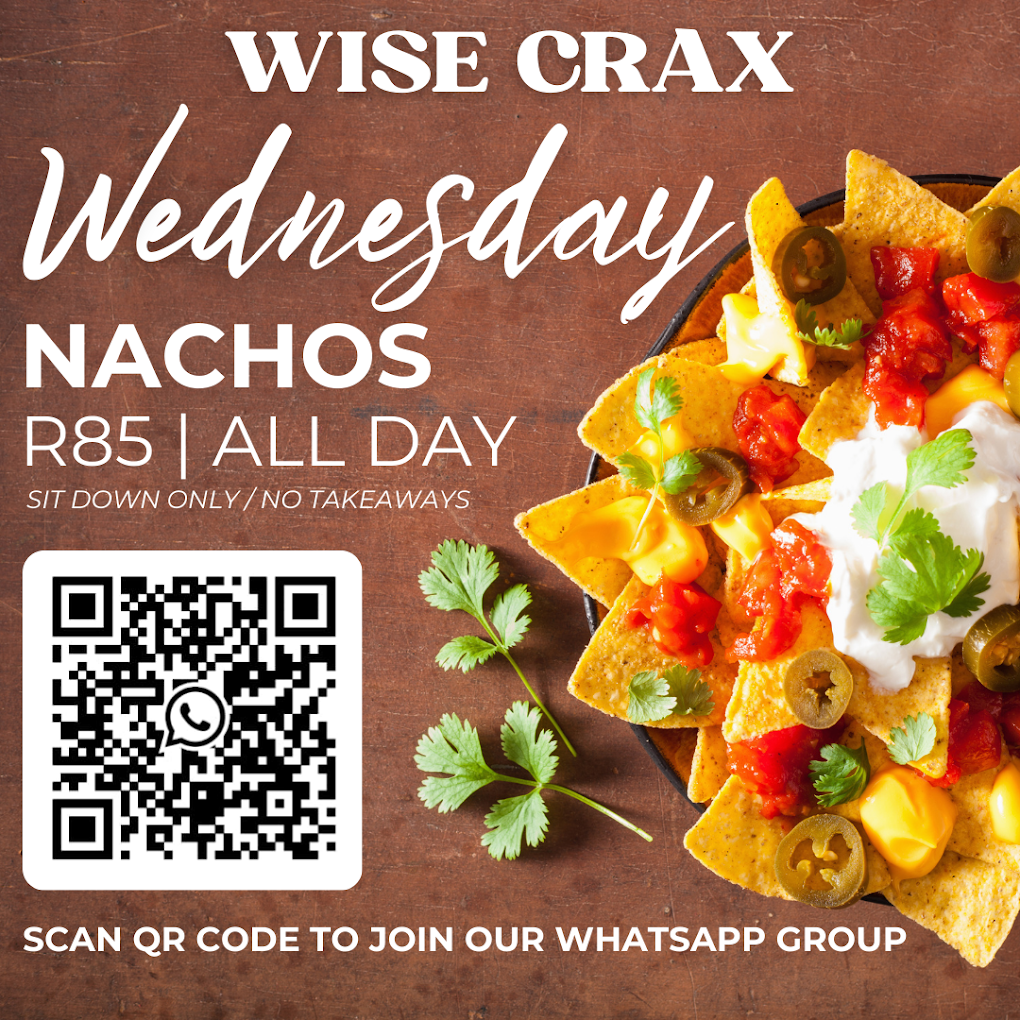 WISE CRAX
Wednesday
NACHOS
R85 | ALL DAY
SIT DOWN ONLY / NO TAKEAWAYS
SCAN QR CODE TO JOIN OUR WHATSAPP GROUP